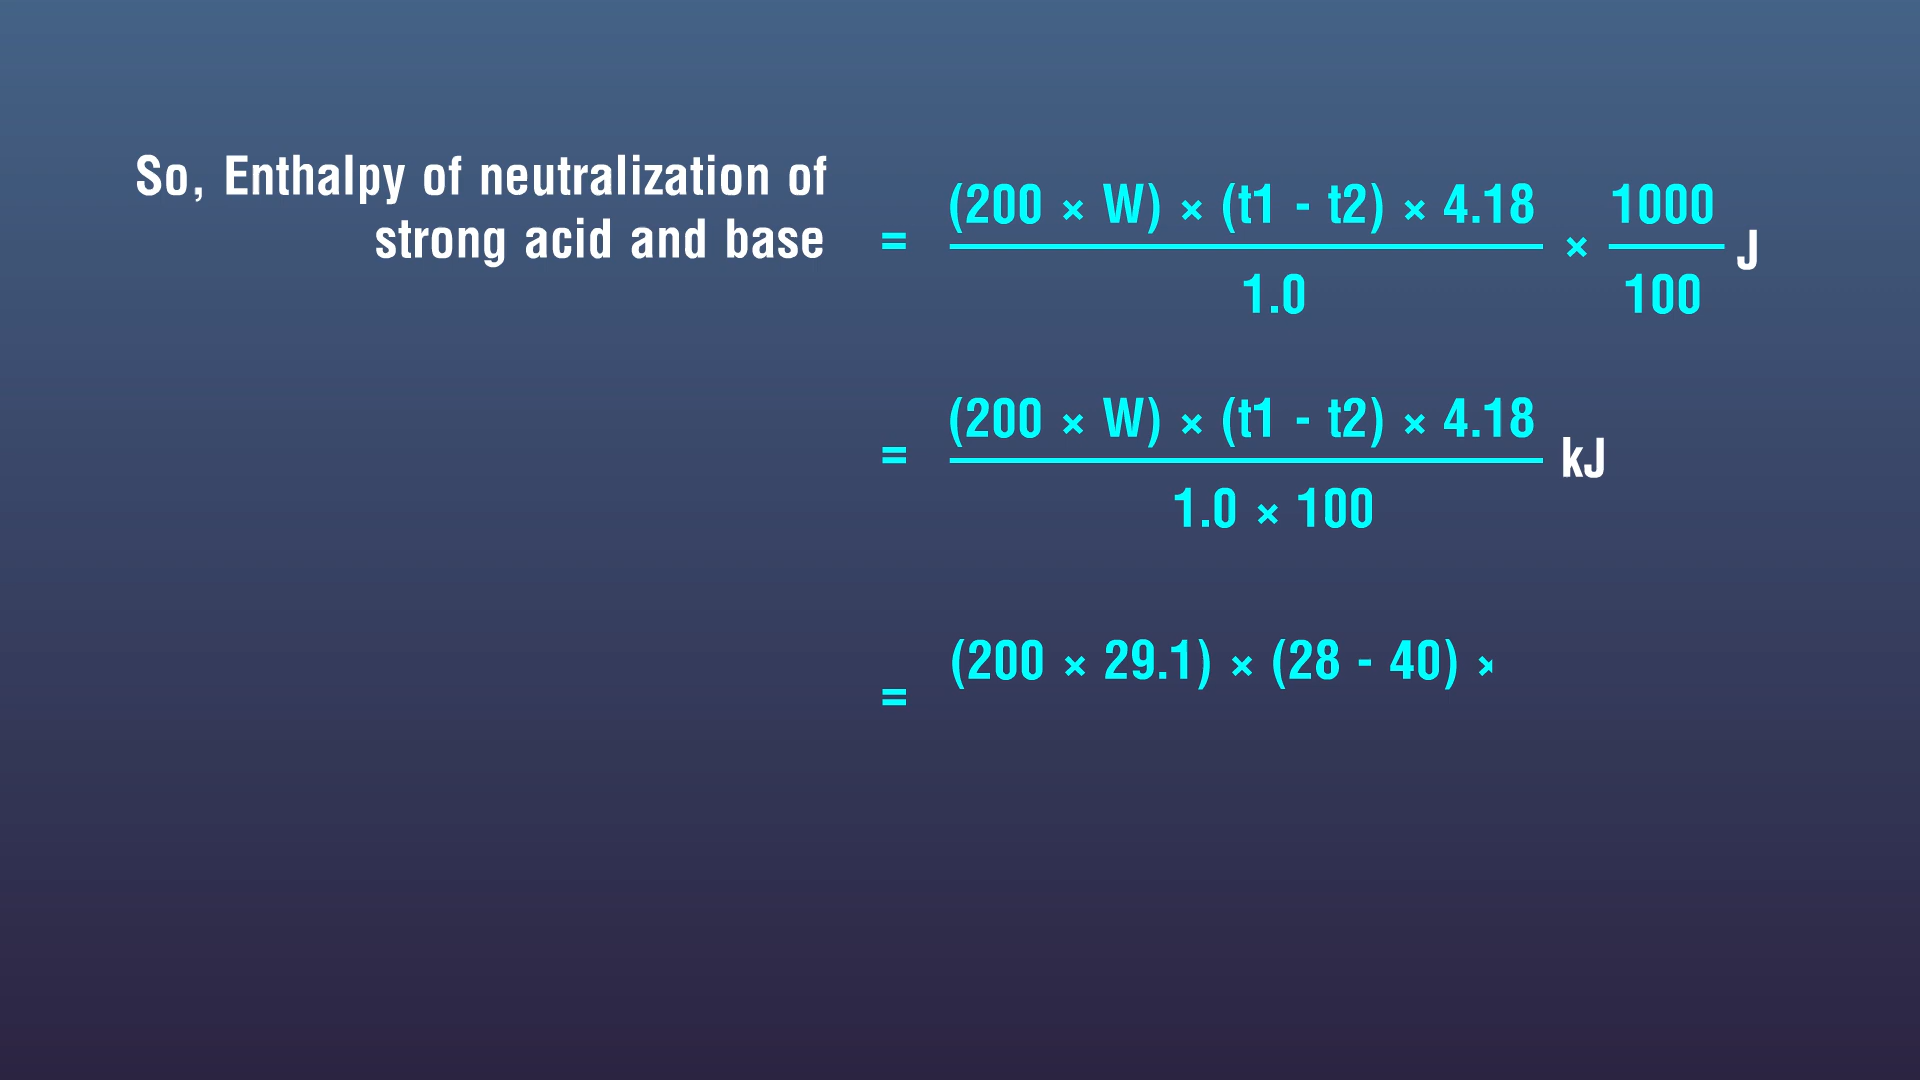 So, Enthalpy of neutralization of
strong acid and base
= (200 × W) × (t1 - t2) × 4.18 × 1000 J
1.0 100
= (200 × W) × (t1 - t2) × 4.18 kJ
1.0 × 100
= (200 × 29.1) × (28 - 40) ×